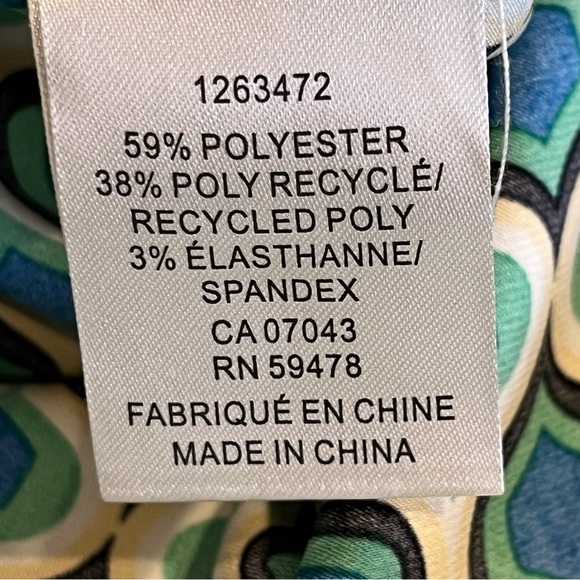 1263472
59% POLYESTER
38% POLY RECYCLÉ/
RECYCLED POLY
3% ÉLASTHANNE/
SPANDEX
CA 07043
RN 59478
FABRIQUÉ EN CHINE
MADE IN CHINA